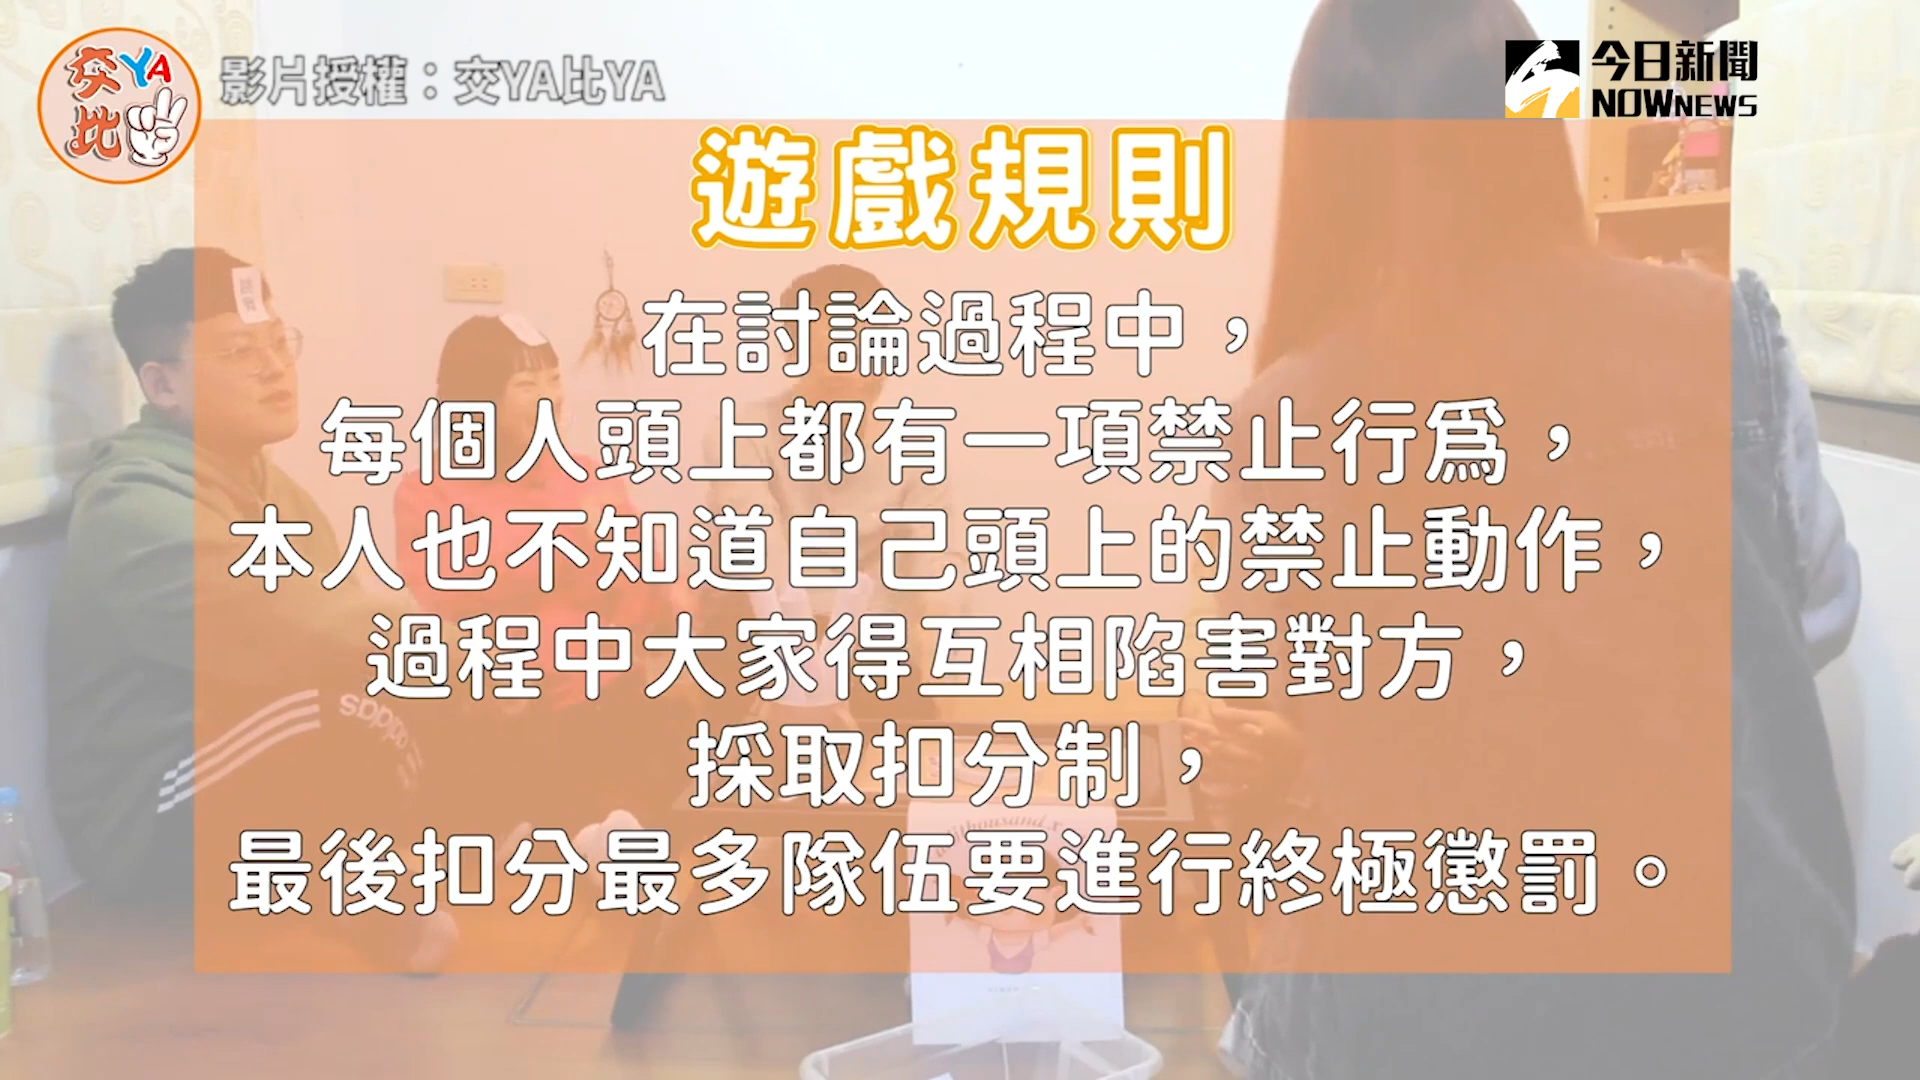 交YA比
影片授權：交YA比YA
今日新聞
NOWNEWS
遊戲規則
在討論過程中，
每個人頭上都有一項禁止行為，
本人也不知道自己頭上的禁止動作，
過程中大家得互相陷害對方，
採取扣分制，
最後扣分最多隊伍要進行終極懲罰。
adidas